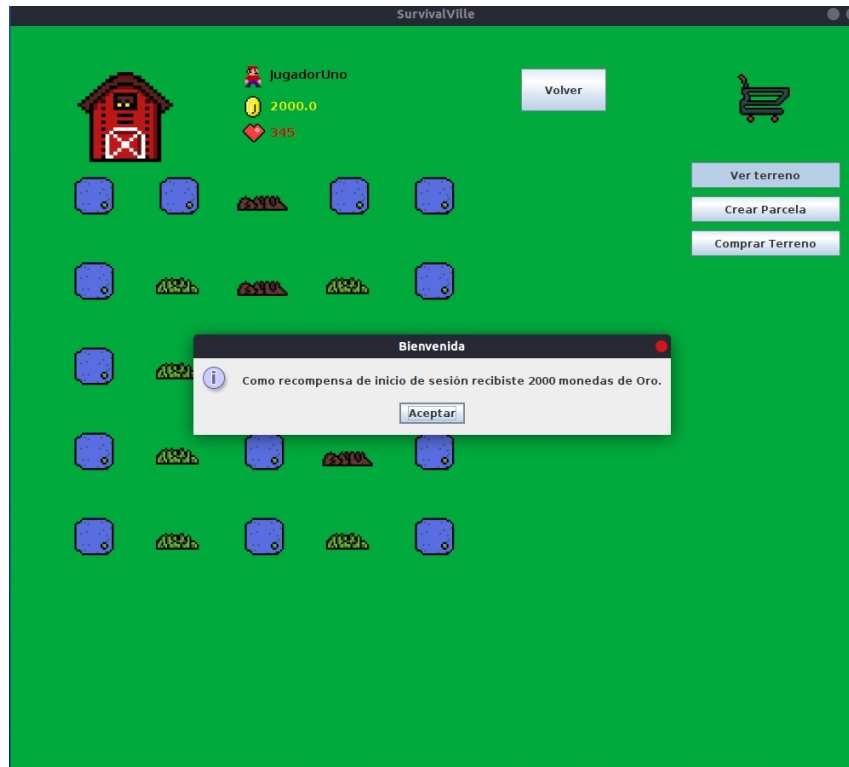 SurvivalVille
JugadorUno
2000.0
345
Volver
Ver terreno
Crear Parcela
Comprar Terreno
Bienvenida
Como recompensa de inicio de sesión recibiste 2000 monedas de Oro.
Aceptar